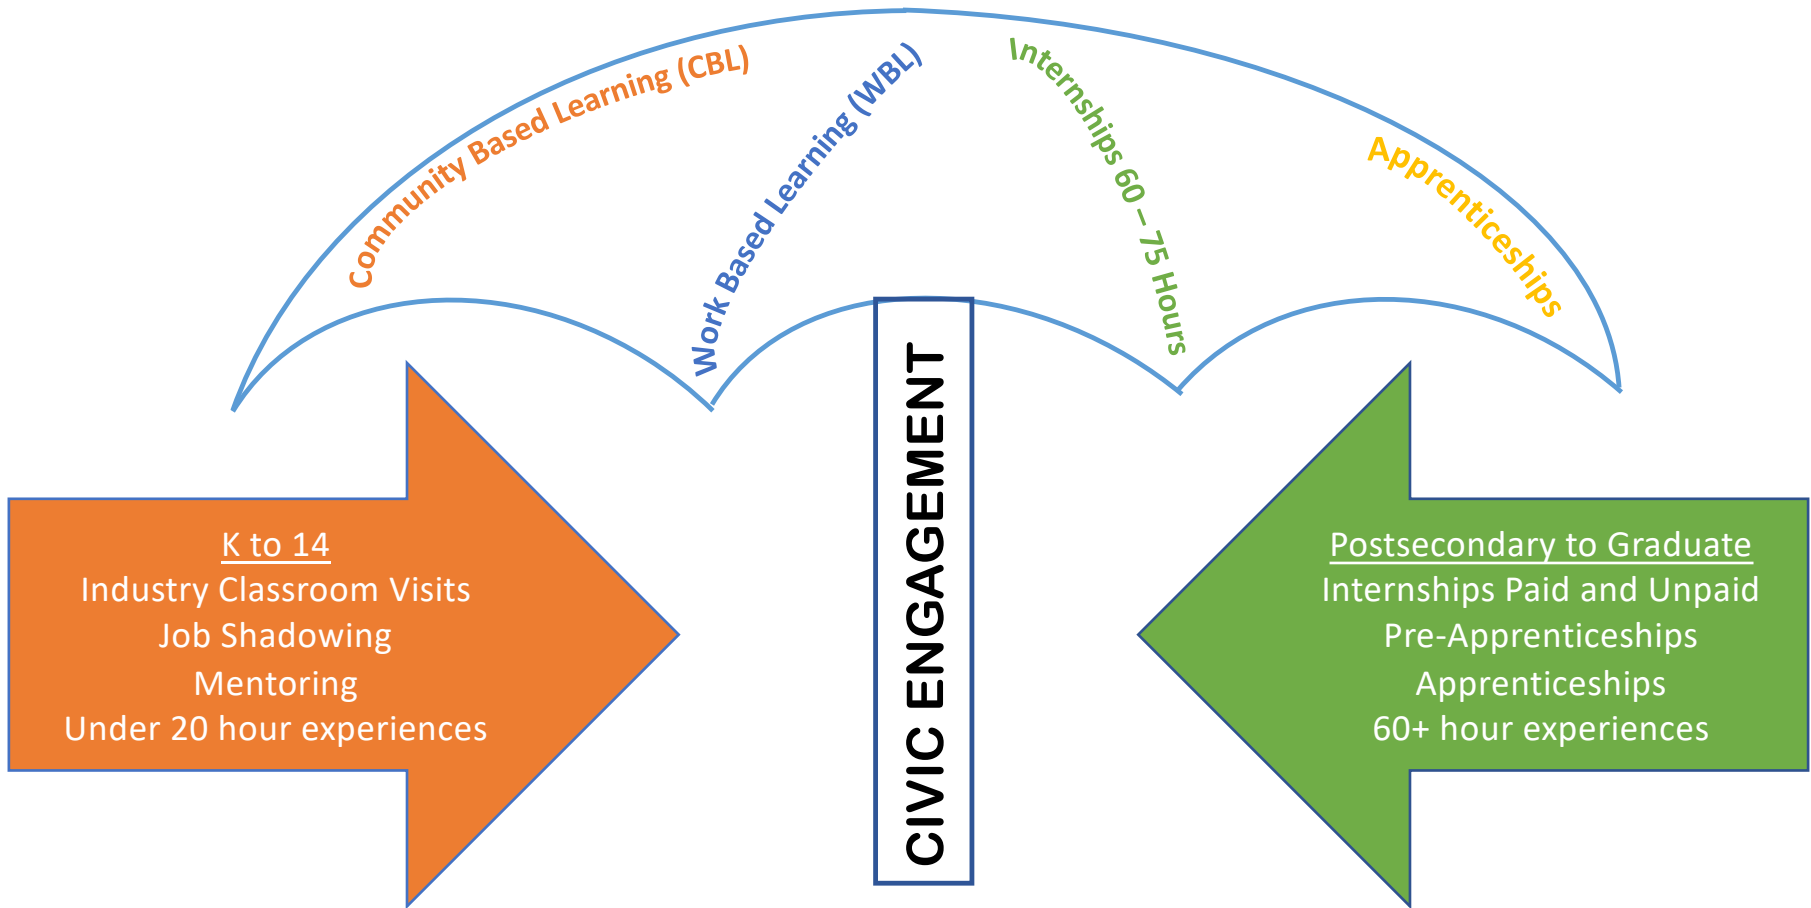 Community Based Learning (CBL)
Work Based Learning (WBL)
Internships 60 – 75 Hours
Apprenticeships
CIVIC ENGAGEMENT
K to 14
Industry Classroom Visits
Job Shadowing
Mentoring
Under 20 hour experiences
Postsecondary to Graduate
Internships Paid and Unpaid
Pre-Apprenticeships
Apprenticeships
60+ hour experiences